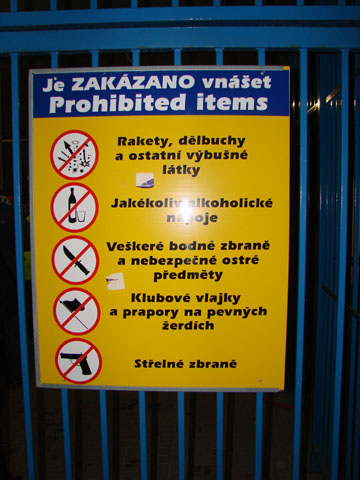 Je ZAKÁZANO vnášet
Prohibited items
Rakety, dělbuchy
a ostatní výbušné
látky
Jakékoliv alkoholické
nápoje
Veškeré bodné zbraně
a nebezpečné ostré
předměty
Klubové vlajky
a prapory na pevných
žerdích
Střelné zbraně